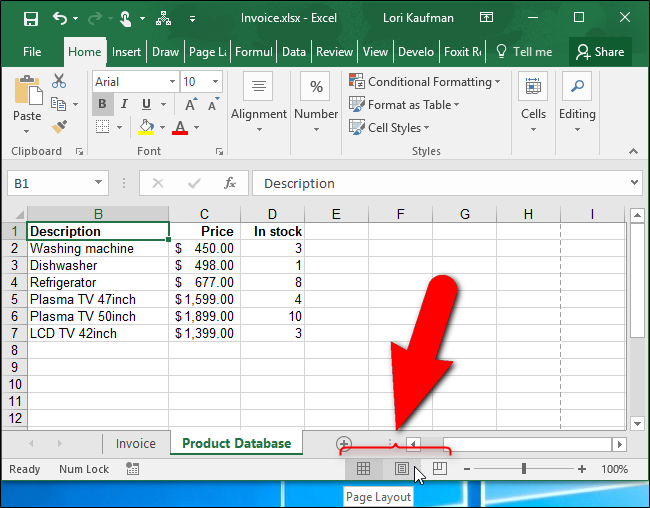 Invoice.xlsx - Excel Lori Kaufman
File Home Insert Draw Page La Formul Data Review View Develo Foxit Re Tell me Share
Arial 10 Conditional Formatting
Paste B I U A A Alignment % Number Format as Table Cells Editing
A Cell Styles
Clipboard Font Styles
B1 fx Description
B C D E F G H I
1 Description Price In stock
2 Washing machine $ 450.00 3
3 Dishwasher $ 498.00 1
4 Refrigerator $ 677.00 8
5 Plasma TV 47inch $ 1,599.00 4
6 Plasma TV 50inch $ 1,899.00 10
7 LCD TV 42inch $ 1,399.00 3
8
9
10
11
12
Invoice Product Database
Ready Num Lock 100%
Page Layout